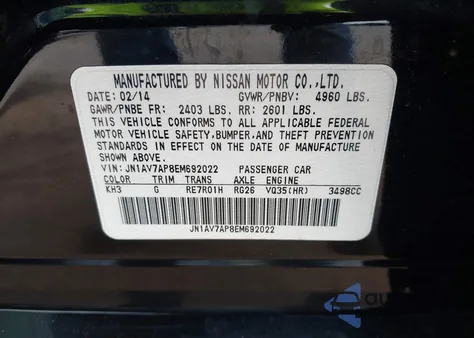 MANUFACTURED BY NISSAN MOTOR CO.,LTD.
DATE: 02/14 GVWR/PNBV: 4960 LBS.
GAWR/PNBE FR: 2403 LBS. RR: 2601 LBS.
THIS VEHICLE CONFORMS TO ALL APPLICABLE FEDERAL
MOTOR VEHICLE SAFETY,BUMPER,AND THEFT PREVENTION
STANDARDS IN EFFECT ON THE DATE OF MANUFACTURE
SHOWN ABOVE.
VIN: JN1AV7AP8EM692022 PASSENGER CAR
COLOR TRIM TRANS AXLE ENGINE
KH3 G RE7R01H RG26 VQ35(HR) 3498CC
JN1AV7AP8EM692022